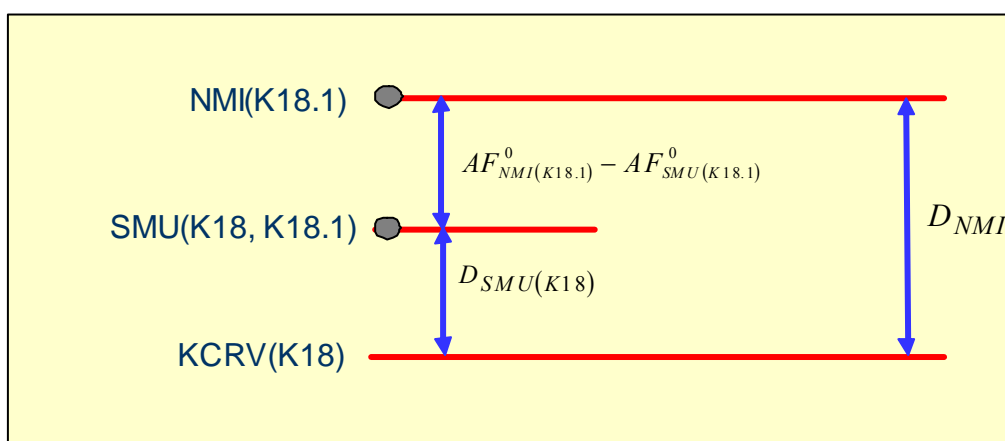 NMI(K18.1)
AF⁰NMI(K18.1) − AF⁰SMU(K18.1)
SMU(K18, K18.1)
DNMI
DSMU(K18)
KCRV(K18)